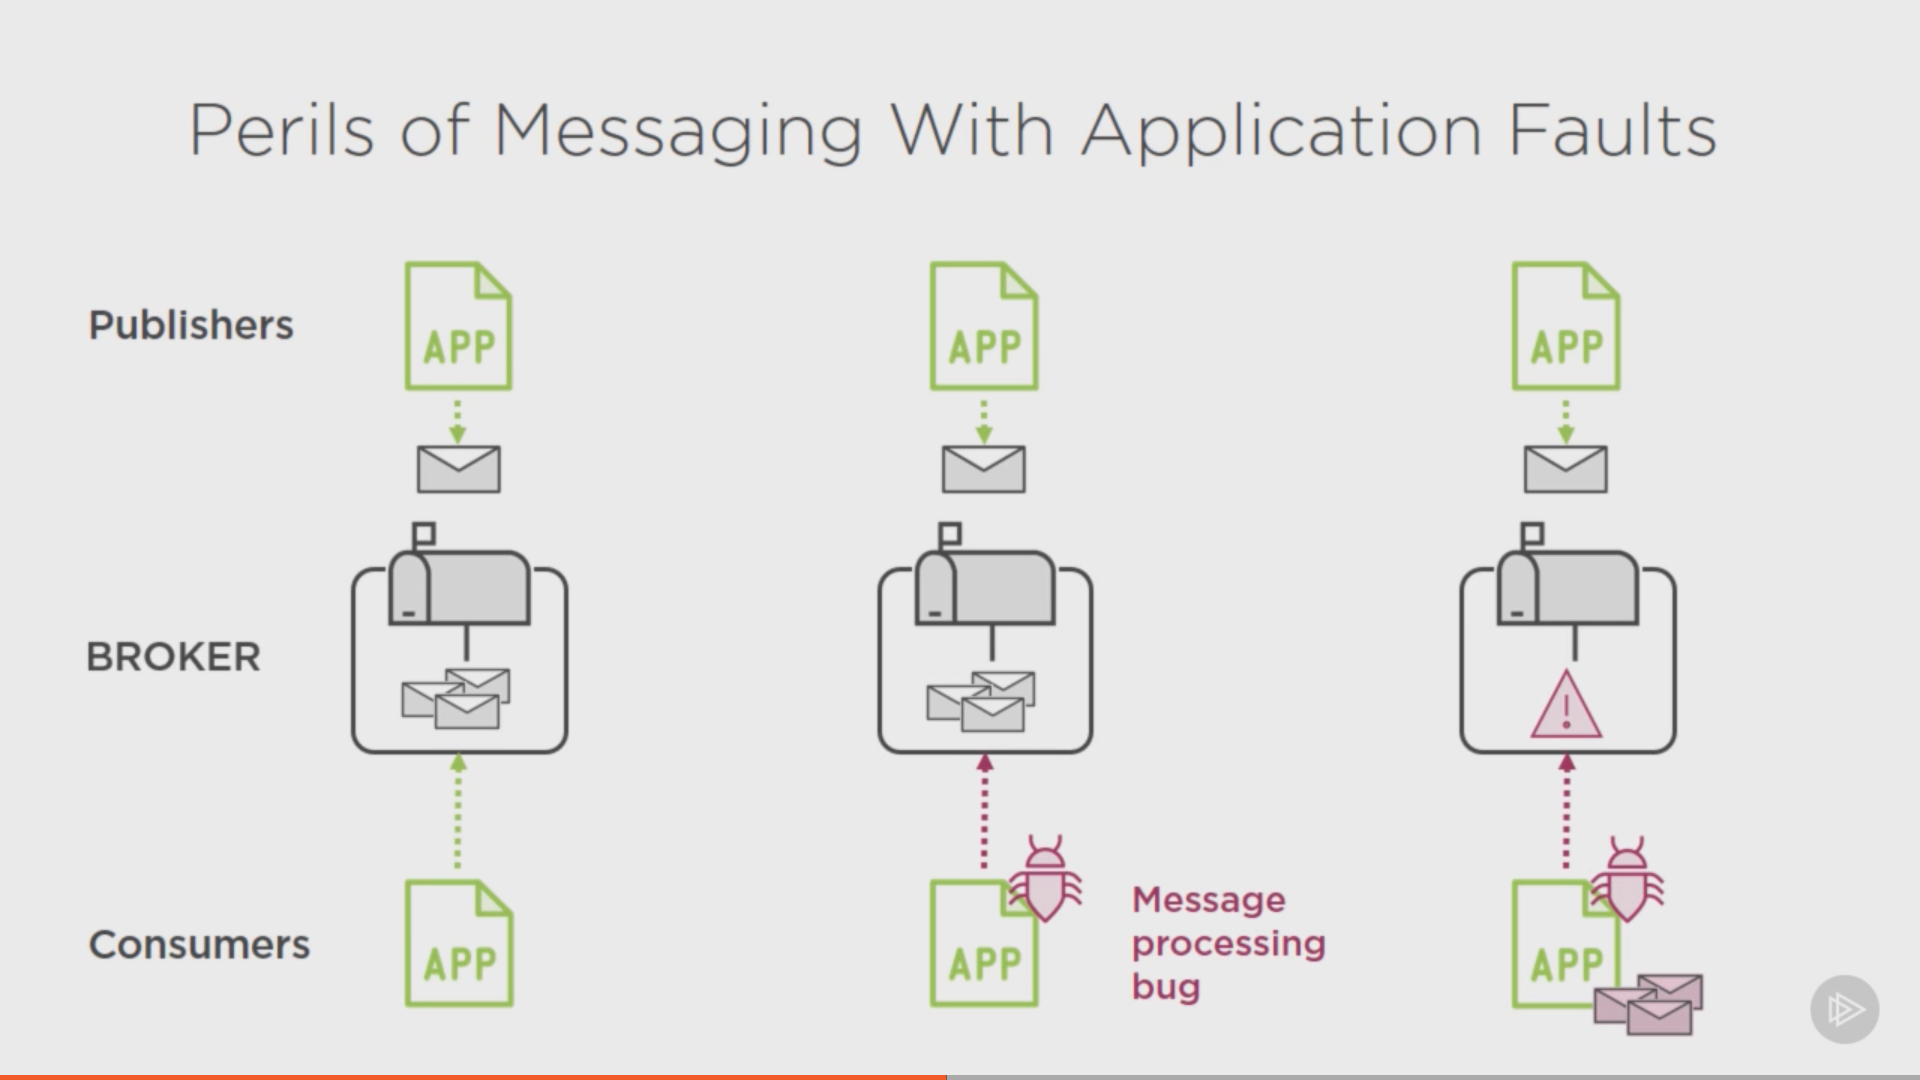 Perils of Messaging With Application Faults
Publishers
APP
APP
APP
BROKER
Consumers
APP
APP
Message
processing
bug
APP